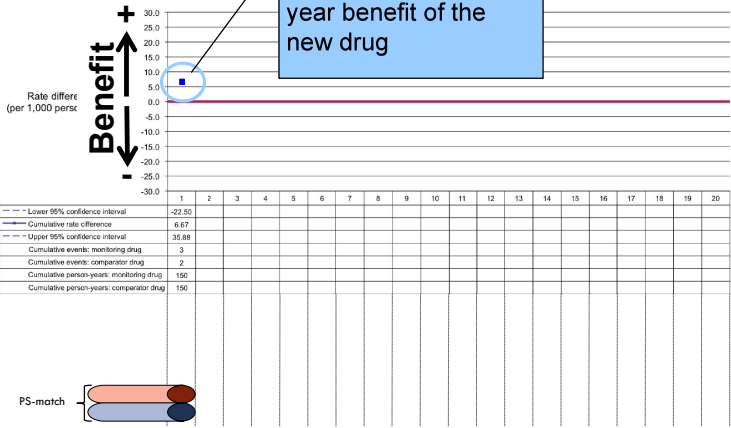 year benefit of the
new drug
+
Benefit
-
Rate differe
(per 1,000 persc
30.0
25.0
20.0
15.0
10.0
5.0
0.0
-5.0
-10.0
-15.0
-20.0
-25.0
-30.0
1 2 3 4 5 6 7 8 9 10 11 12 13 14 15 16 17 18 19 20
Lower 95% confidence interval -22.50
Cumulative rate difference 6.67
Upper 95% confidence interval 35.88
Cumulative events: monitoring drug 3
Cumulative events: comparator drug 2
Cumulative person-years: monitoring drug 150
Cumulative person-years: comparator drug 150
PS-match